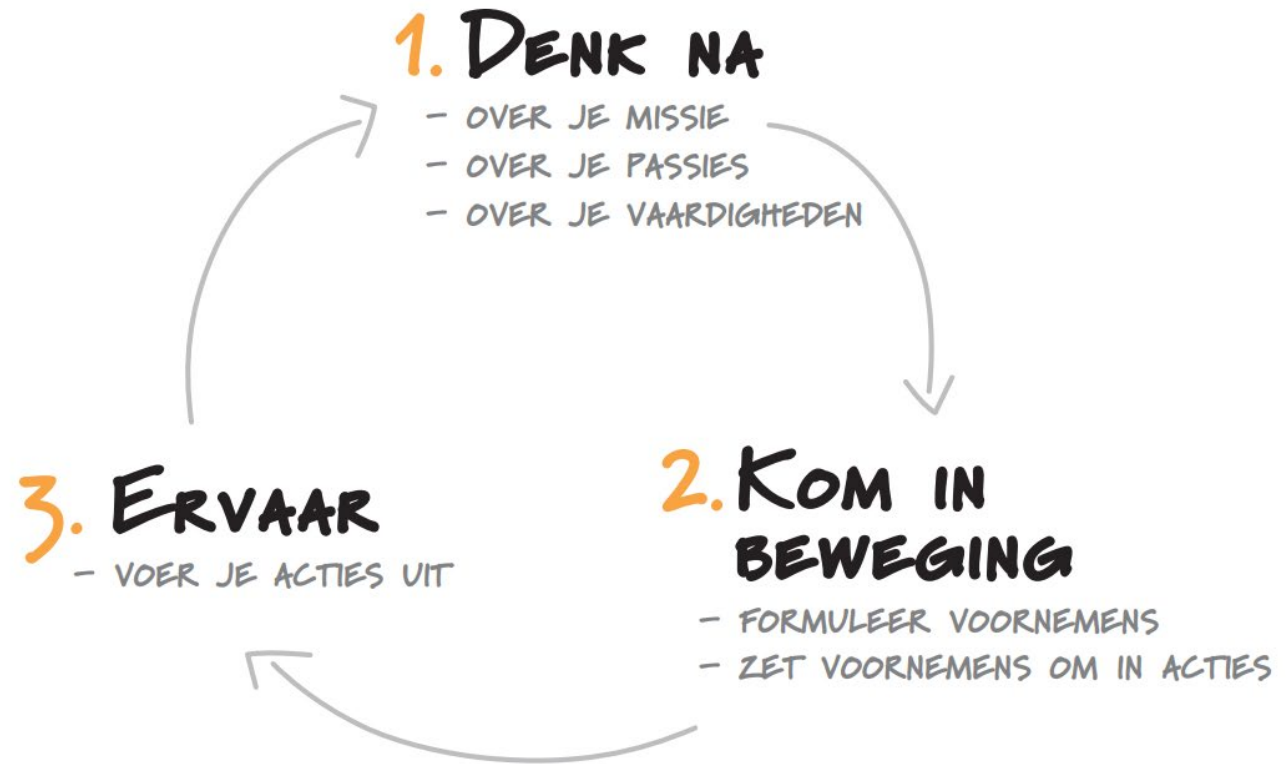 1. DENK NA
- OVER JE MISSIE
- OVER JE PASSIES
- OVER JE VAARDIGHEDEN
2. KOM IN
BEWEGING
- FORMULEER VOORNEMENS
- ZET VOORNEMENS OM IN ACTIES
3. ERVAAR
- VOER JE ACTIES UIT